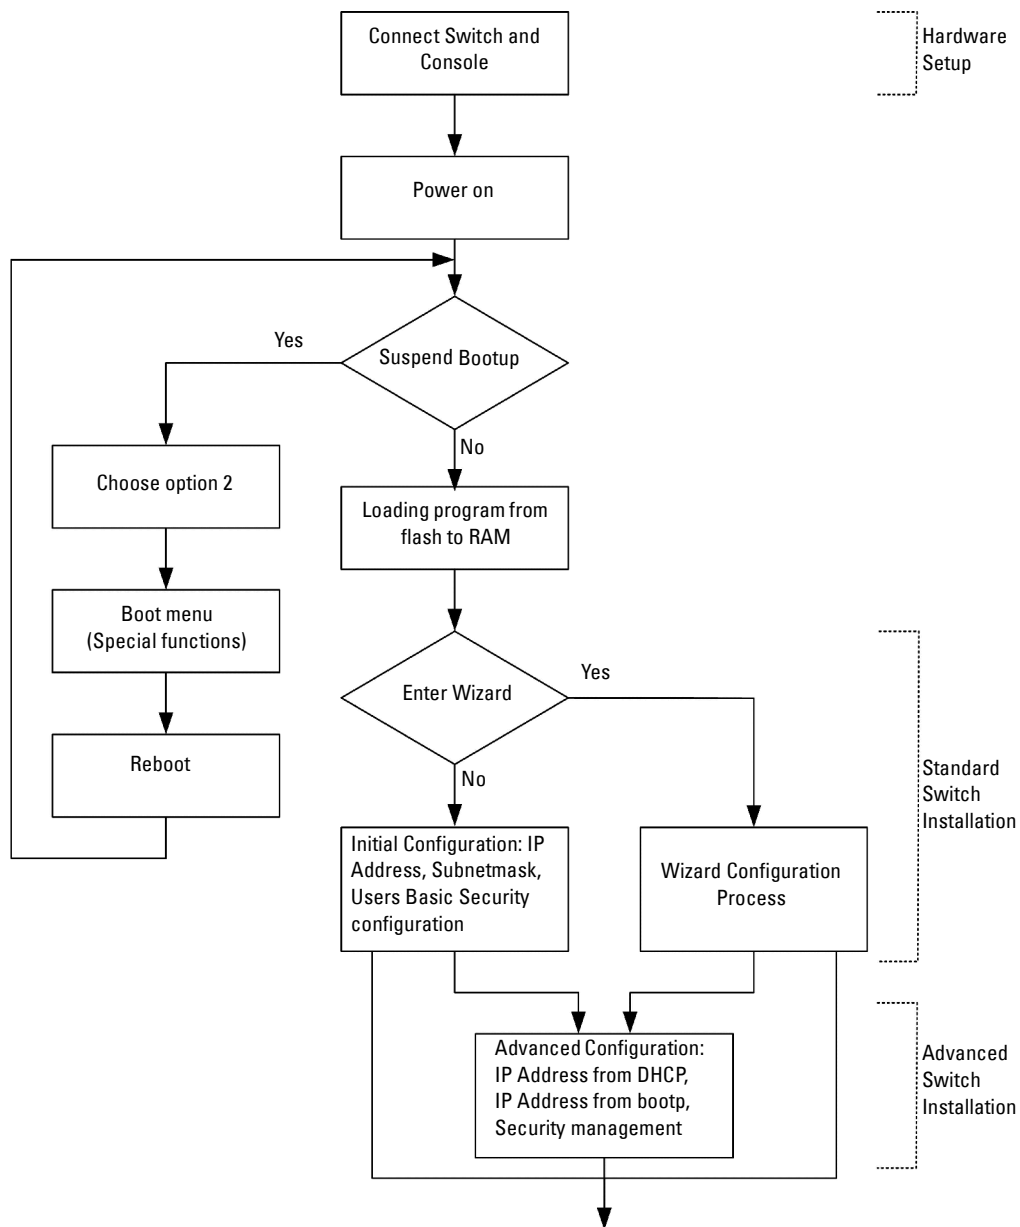 Connect Switch and
Console
Hardware
Setup
Power on
Yes
Suspend Bootup
No
Choose option 2
Loading program from
flash to RAM
Boot menu
(Special functions)
Yes
Enter Wizard
Reboot
No
Standard
Switch
Installation
Initial Configuration: IP
Address, Subnetmask,
Users Basic Security
configuration
Wizard Configuration
Process
Advanced Configuration:
IP Address from DHCP,
IP Address from bootp,
Security management
Advanced
Switch
Installation